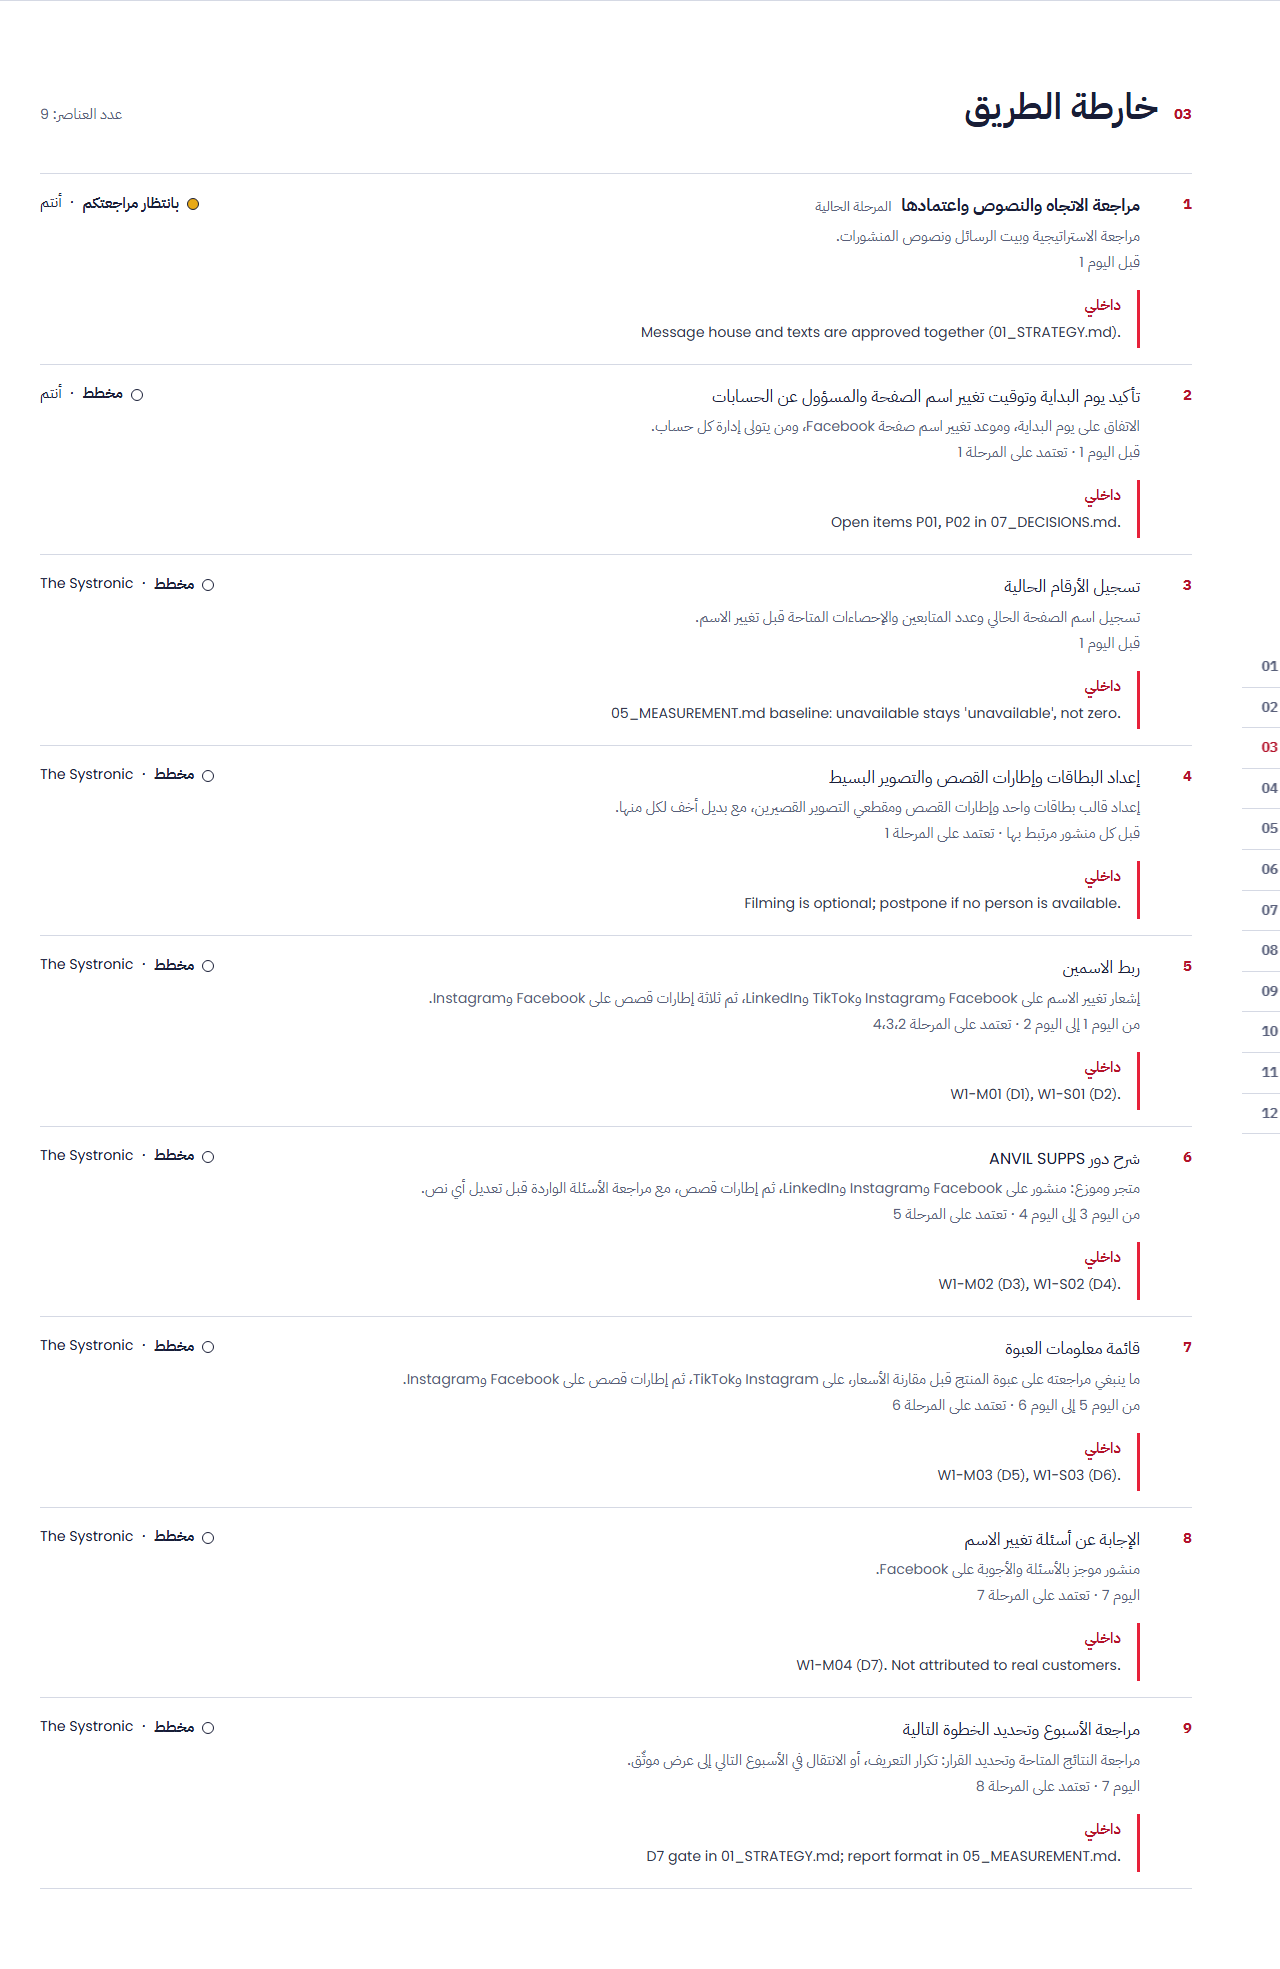 03 خارطة الطريق
عدد العناصر: 9
1 مراجعة الاتجاه والنصوص واعتمادها المرحلة الحالية
بانتظار مراجعتكم · أنتم
مراجعة الاستراتيجية وبيت الرسائل ونصوص المنشورات.
قبل اليوم 1
داخلي
Message house and texts are approved together (01_STRATEGY.md).
2 تأكيد يوم البداية وتوقيت تغيير اسم الصفحة والمسؤول عن الحسابات
مخطط · أنتم
الاتفاق على يوم البداية، وموعد تغيير اسم صفحة Facebook، ومن يتولى إدارة كل حساب.
قبل اليوم 1 · تعتمد على المرحلة 1
داخلي
Open items P01, P02 in 07_DECISIONS.md.
3 تسجيل الأرقام الحالية
مخطط · The Systronic
تسجيل اسم الصفحة الحالي وعدد المتابعين والإحصاءات المتاحة قبل تغيير الاسم.
قبل اليوم 1
داخلي
05_MEASUREMENT.md baseline: unavailable stays 'unavailable', not zero.
4 إعداد البطاقات وإطارات القصص والتصوير البسيط
مخطط · The Systronic
إعداد قالب بطاقات واحد وإطارات القصص ومقطعي التصوير القصيرين، مع بديل أخف لكل منها.
قبل كل منشور مرتبط بها · تعتمد على المرحلة 1
داخلي
Filming is optional; postpone if no person is available.
5 ربط الاسمين
مخطط · The Systronic
إشعار تغيير الاسم على Facebook وInstagram وTikTok وLinkedIn، ثم ثلاثة إطارات قصص على Facebook وInstagram.
من اليوم 1 إلى اليوم 2 · تعتمد على المرحلة 2،3،4
داخلي
W1-M01 (D1), W1-S01 (D2).
6 شرح دور ANVIL SUPPS
مخطط · The Systronic
متجر وموزع: منشور على Facebook وInstagram وLinkedIn، ثم إطارات قصص، مع مراجعة الأسئلة الواردة قبل تعديل أي نص.
من اليوم 3 إلى اليوم 4 · تعتمد على المرحلة 5
داخلي
W1-M02 (D3), W1-S02 (D4).
7 قائمة معلومات العبوة
مخطط · The Systronic
ما ينبغي مراجعته على عبوة المنتج قبل مقارنة الأسعار، على Instagram وTikTok، ثم إطارات قصص على Facebook وInstagram.
من اليوم 5 إلى اليوم 6 · تعتمد على المرحلة 6
داخلي
W1-M03 (D5), W1-S03 (D6).
8 الإجابة عن أسئلة تغيير الاسم
مخطط · The Systronic
منشور موجز بالأسئلة والأجوبة على Facebook.
اليوم 7 · تعتمد على المرحلة 7
داخلي
W1-M04 (D7). Not attributed to real customers.
9 مراجعة الأسبوع وتحديد الخطوة التالية
مخطط · The Systronic
مراجعة النتائج المتاحة وتحديد القرار: تكرار التعريف، أو الانتقال في الأسبوع التالي إلى عرض موثّق.
اليوم 7 · تعتمد على المرحلة 8
داخلي
D7 gate in 01_STRATEGY.md; report format in 05_MEASUREMENT.md.
01
02
03
04
05
06
07
08
09
10
11
12